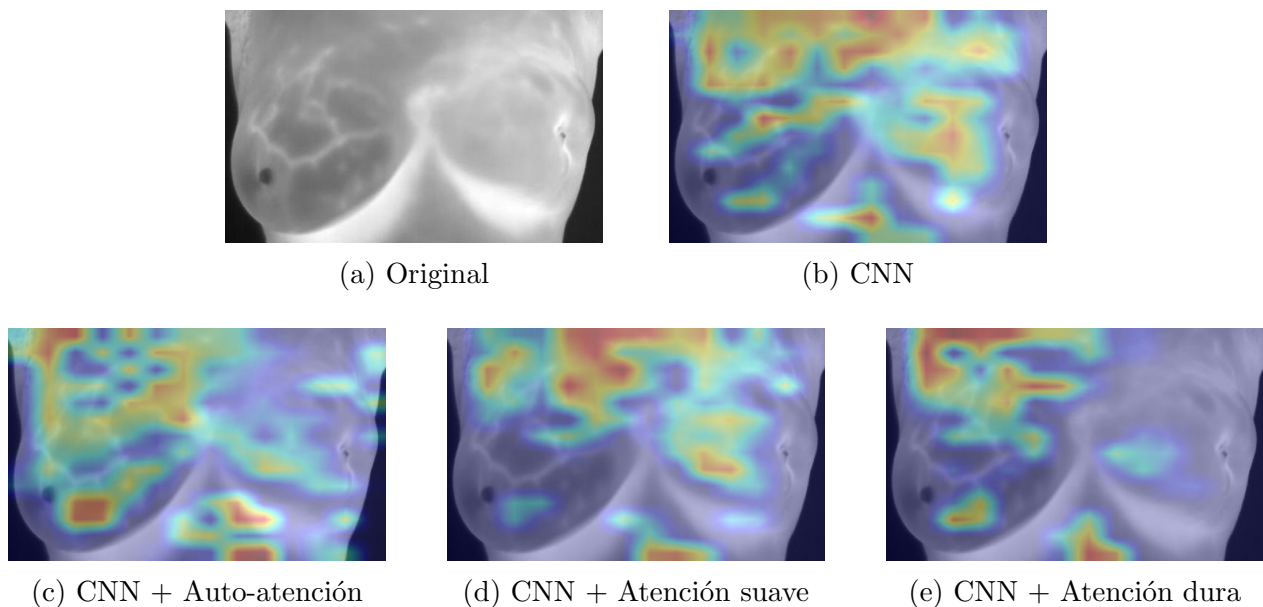 (a) Original
(b) CNN
(c) CNN + Auto-atención
(d) CNN + Atención suave
(e) CNN + Atención dura